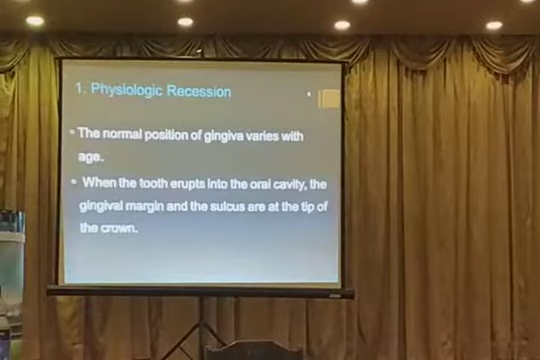 1. Physiologic Recession
• The normal position of gingiva varies with
age.
• When the tooth erupts into the oral cavity, the
gingival margin and the sulcus are at the tip of
the crown.